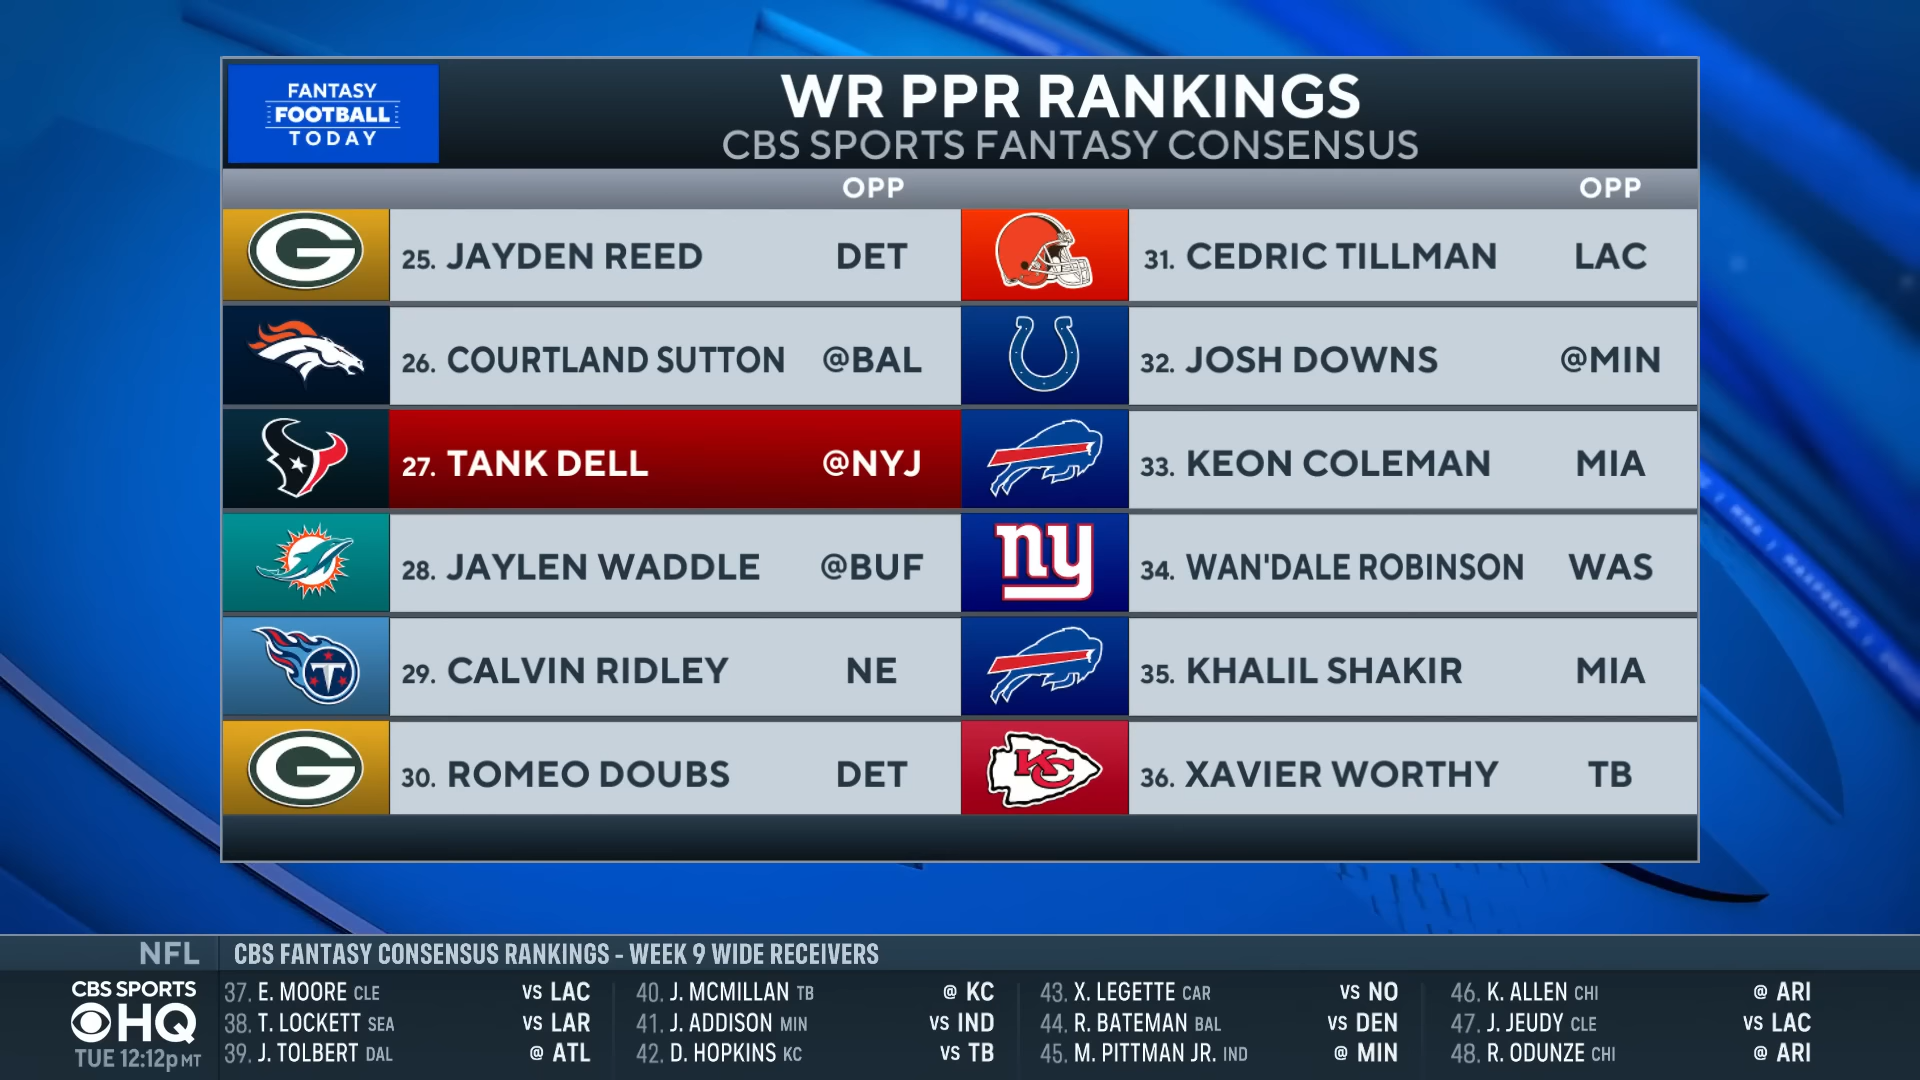 FANTASY
FOOTBALL
TODAY
WR PPR RANKINGS
CBS SPORTS FANTASY CONSENSUS
OPP OPP
25. JAYDEN REED DET
26. COURTLAND SUTTON @BAL
27. TANK DELL @NYJ
28. JAYLEN WADDLE @BUF
29. CALVIN RIDLEY NE
30. ROMEO DOUBS DET
31. CEDRIC TILLMAN LAC
32. JOSH DOWNS @MIN
33. KEON COLEMAN MIA
ny
34. WAN'DALE ROBINSON WAS
35. KHALIL SHAKIR MIA
KC
36. XAVIER WORTHY TB
NFL CBS FANTASY CONSENSUS RANKINGS - WEEK 9 WIDE RECEIVERS
CBS SPORTS
HQ
TUE 12:12p MT
37. E. MOORE CLE VS LAC
38. T. LOCKETT SEA VS LAR
39. J. TOLBERT DAL @ ATL
40. J. MCMILLAN TB @ KC
41. J. ADDISON MIN VS IND
42. D. HOPKINS KC VS TB
43. X. LEGETTE CAR VS NO
44. R. BATEMAN BAL VS DEN
45. M. PITTMAN JR. IND @ MIN
46. K. ALLEN CHI @ ARI
47. J. JEUDY CLE VS LAC
48. R. ODUNZE CHI @ ARI